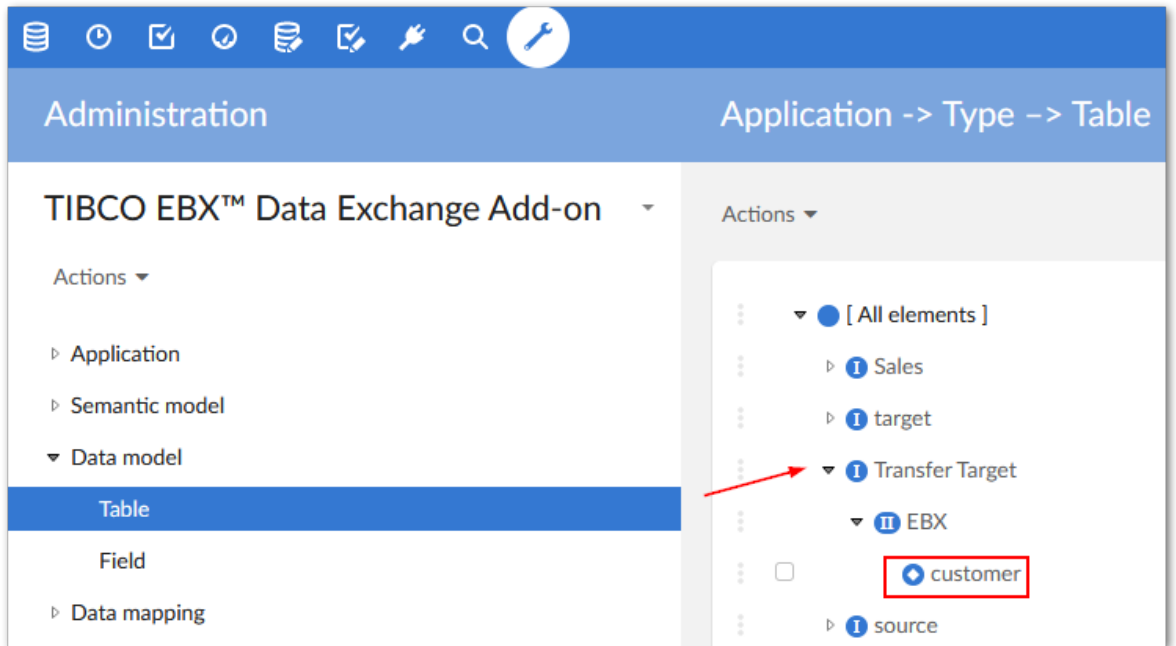 Administration
Application -> Type –> Table
TIBCO EBX™ Data Exchange Add-on
Actions
Application
Semantic model
Data model
Table
Field
Data mapping
Actions
[ All elements ]
I Sales
I target
I Transfer Target
II EBX
customer
I source